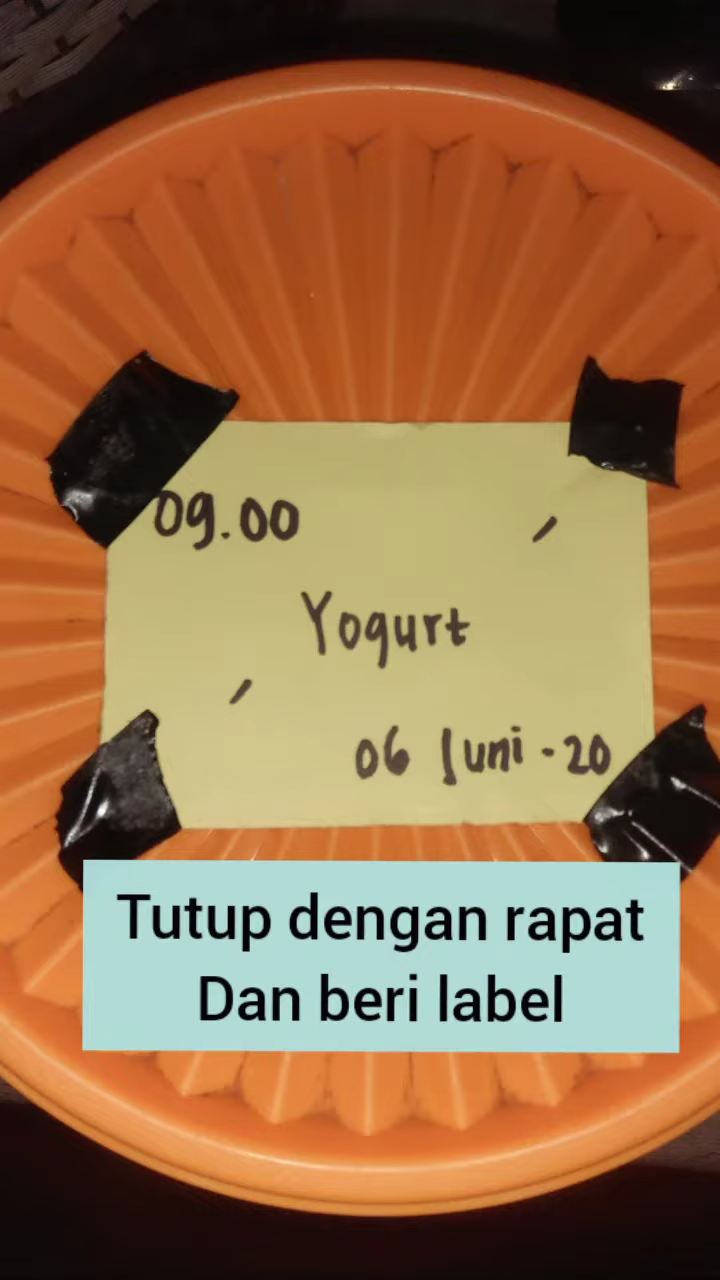 09.00
Yogurt
06 Juni - 20
Tutup dengan rapat
Dan beri label